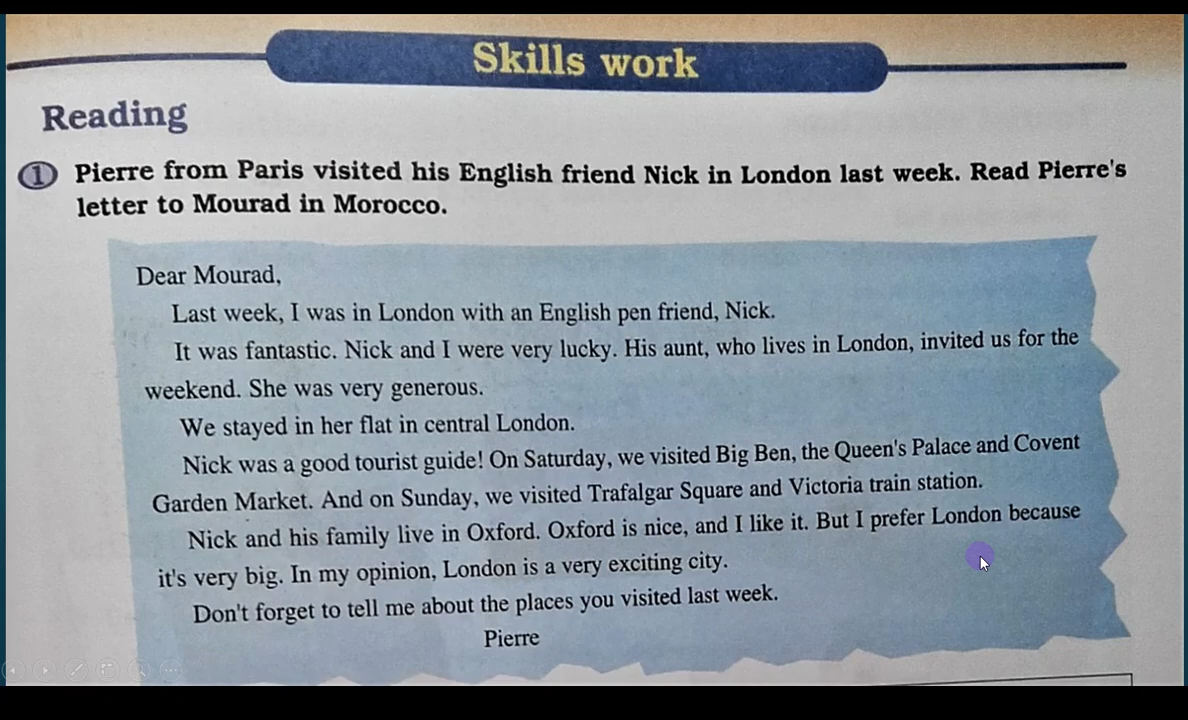 Skills work
Reading
1 Pierre from Paris visited his English friend Nick in London last week. Read Pierre's
letter to Mourad in Morocco.
Dear Mourad,
Last week, I was in London with an English pen friend, Nick.
It was fantastic. Nick and I were very lucky. His aunt, who lives in London, invited us for the
weekend. She was very generous.
We stayed in her flat in central London.
Nick was a good tourist guide! On Saturday, we visited Big Ben, the Queen's Palace and Covent
Garden Market. And on Sunday, we visited Trafalgar Square and Victoria train station.
Nick and his family live in Oxford. Oxford is nice, and I like it. But I prefer London because
it's very big. In my opinion, London is a very exciting city.
Don't forget to tell me about the places you visited last week.
Pierre